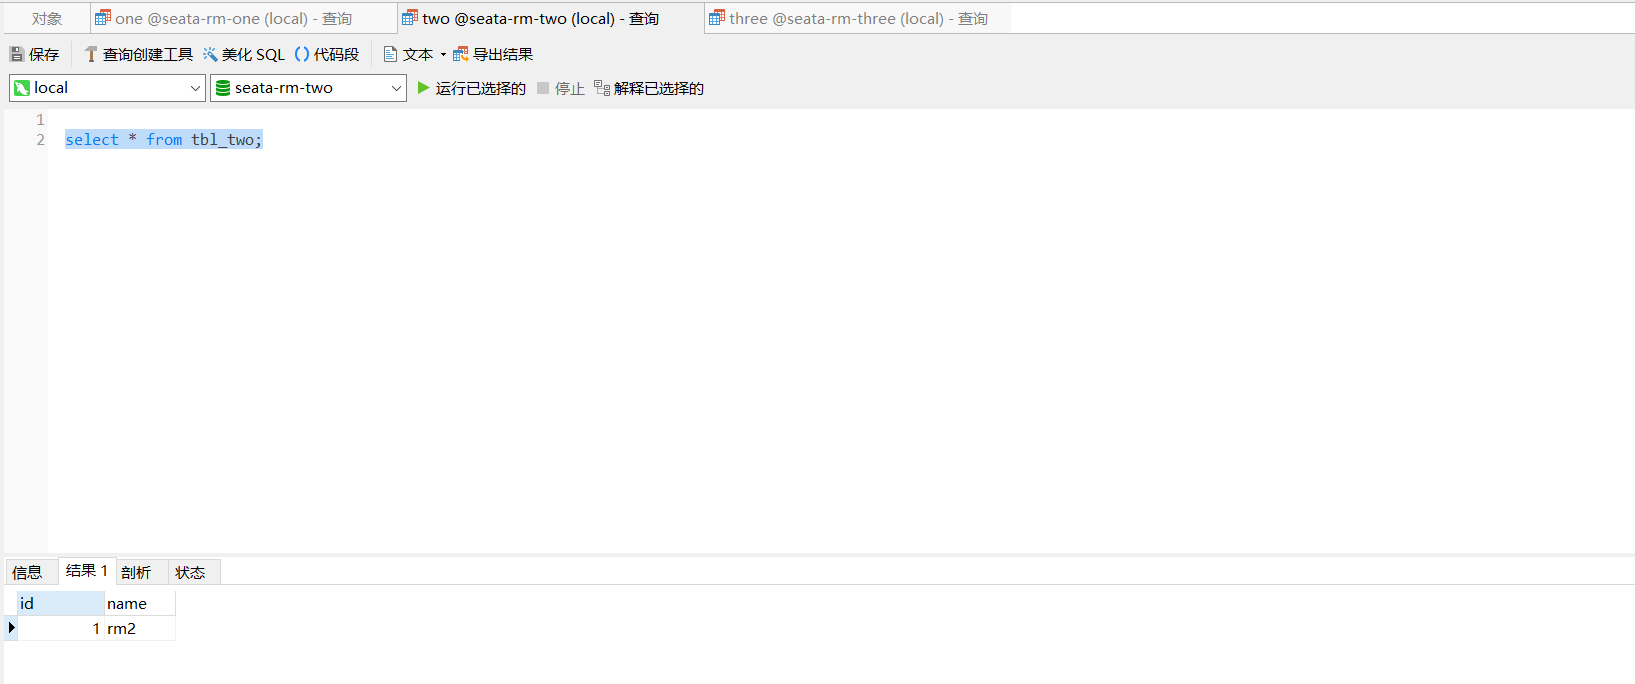 对象 one @seata-rm-one (local) - 查询 two @seata-rm-two (local) - 查询 three @seata-rm-three (local) - 查询
保存 查询创建工具 美化 SQL () 代码段 文本 导出结果
local seata-rm-two 运行已选择的 停止 解释已选择的
1
2 select * from tbl_two;
信息 结果 1 剖析 状态
id name
1 rm2